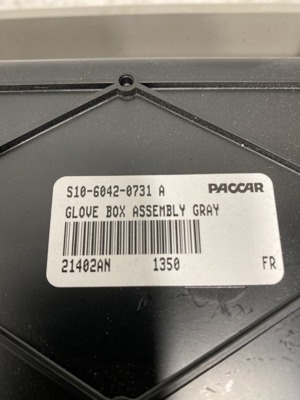 S10-6042-0731 A PACCAR
GLOVE BOX ASSEMBLY GRAY
21402AN 1350 FR